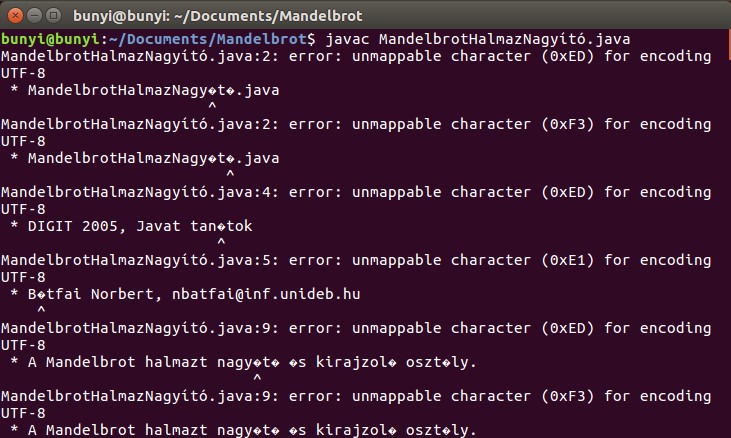 bunyi@bunyi: ~/Documents/Mandelbrot
bunyi@bunyi:~/Documents/Mandelbrot$ javac MandelbrotHalmazNagyító.java
MandelbrotHalmazNagyító.java:2: error: unmappable character (0xED) for encoding
UTF-8
 * MandelbrotHalmazNagy�t�.java
                       ^
MandelbrotHalmazNagyító.java:2: error: unmappable character (0xF3) for encoding
UTF-8
 * MandelbrotHalmazNagy�t�.java
                         ^
MandelbrotHalmazNagyító.java:4: error: unmappable character (0xED) for encoding
UTF-8
 * DIGIT 2005, Javat tan�tok
                        ^
MandelbrotHalmazNagyító.java:5: error: unmappable character (0xE1) for encoding
UTF-8
 * B�tfai Norbert, nbatfai@inf.unideb.hu
    ^
MandelbrotHalmazNagyító.java:9: error: unmappable character (0xED) for encoding
UTF-8
 * A Mandelbrot halmazt nagy�t� �s kirajzol� oszt�ly.
                            ^
MandelbrotHalmazNagyító.java:9: error: unmappable character (0xF3) for encoding
UTF-8
 * A Mandelbrot halmazt nagy�t� �s kirajzol� oszt�ly.